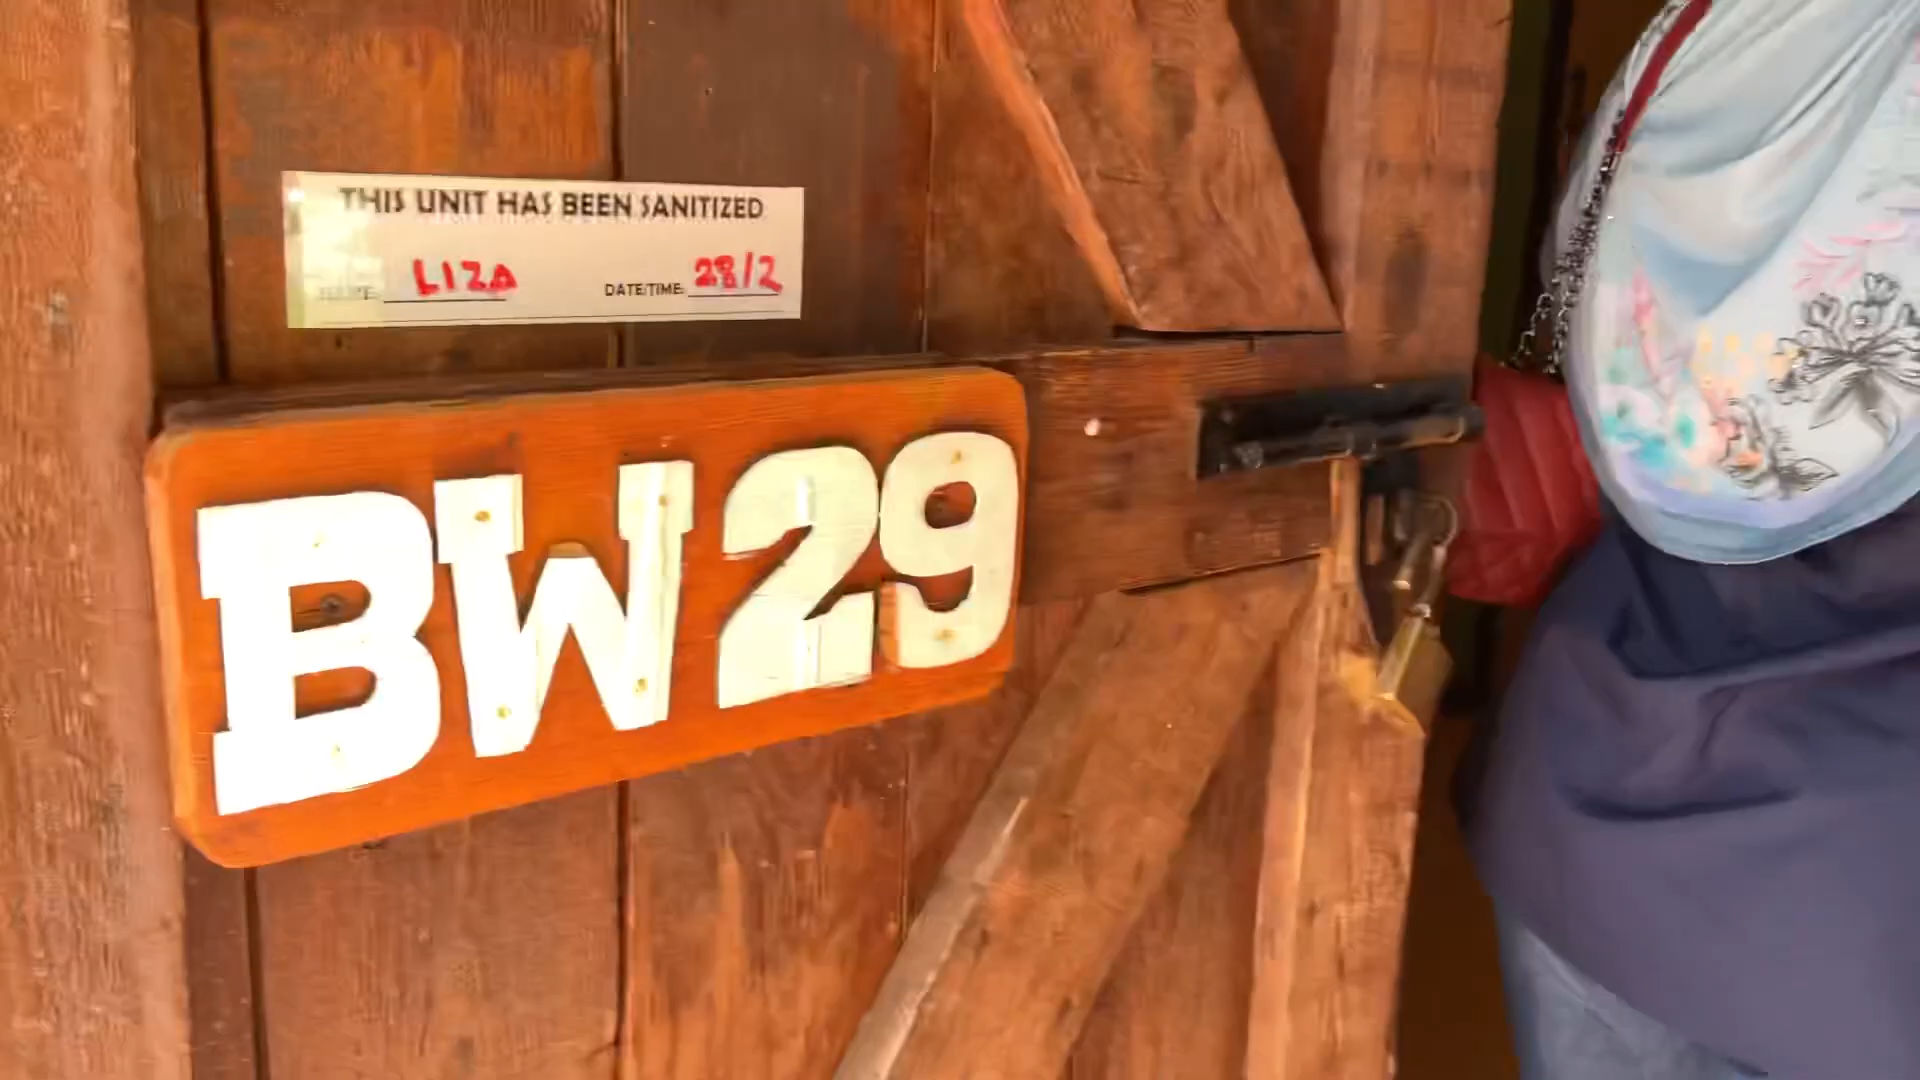 THIS UNIT HAS BEEN SANITIZED
LIZA DATE/TIME: 28/2
BW29